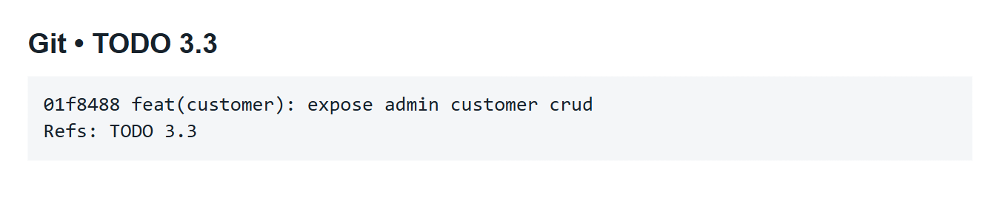 Git • TODO 3.3
01f8488 feat(customer): expose admin customer crud
Refs: TODO 3.3